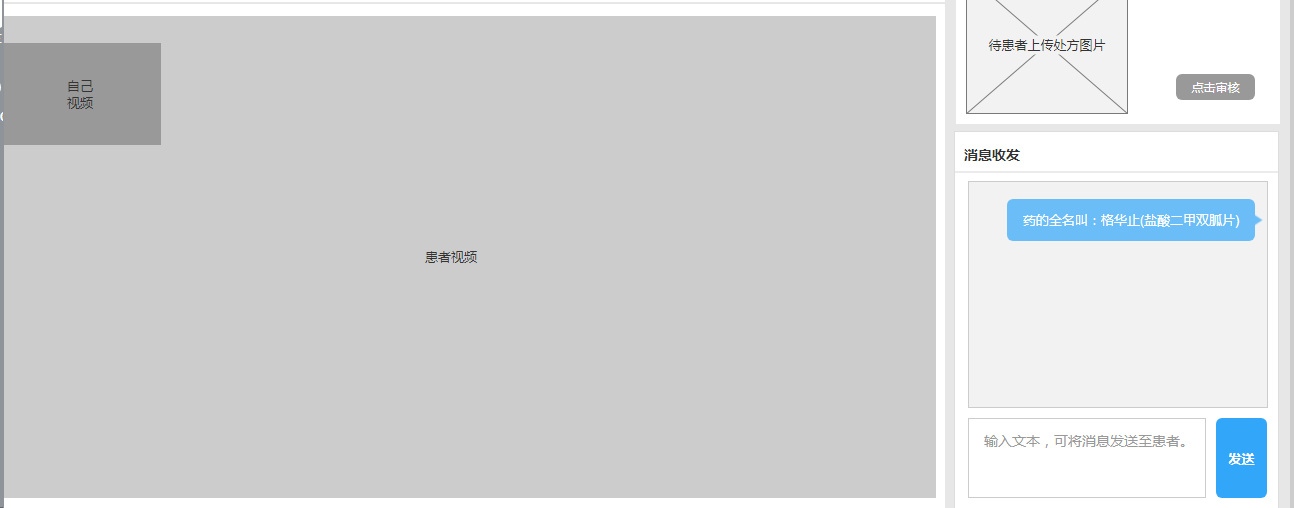 自己
视频
患者视频
待患者上传处方图片
点击审核
消息收发
药的全名叫：格华止(盐酸二甲双胍片)
输入文本，可将消息发送至患者。
发送